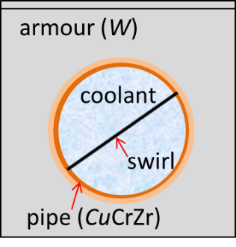 armour (W)
coolant
swirl
pipe (CuCrZr)